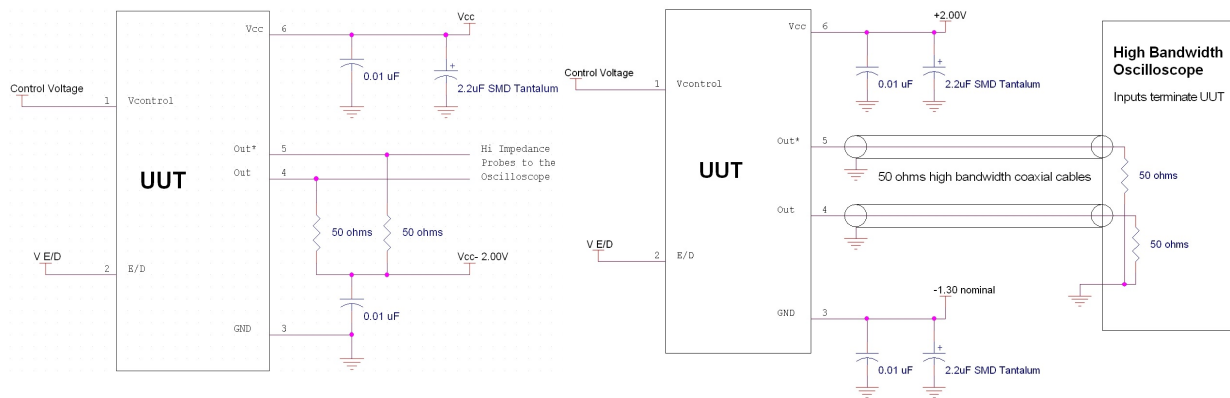 Vcc
Vcc
6
0.01 uF
+
2.2uF SMD Tantalum
Control Voltage
1
Vcontrol
Out*
5
Hi Impedance
Probes to the
Out
4
Oscilloscope
UUT
50 ohms
50 ohms
V E/D
2
E/D
Vcc- 2.00V
0.01 uF
GND
3
+2.00V
Vcc
6
0.01 uF
+
2.2uF SMD Tantalum
Control Voltage
1
Vcontrol
High Bandwidth
Oscilloscope
Inputs terminate UUT
Out*
5
UUT
50 ohms high bandwidth coaxial cables
50 ohms
Out
4
50 ohms
V E/D
2
E/D
-1.30 nominal
GND
3
+
0.01 uF
2.2uF SMD Tantalum